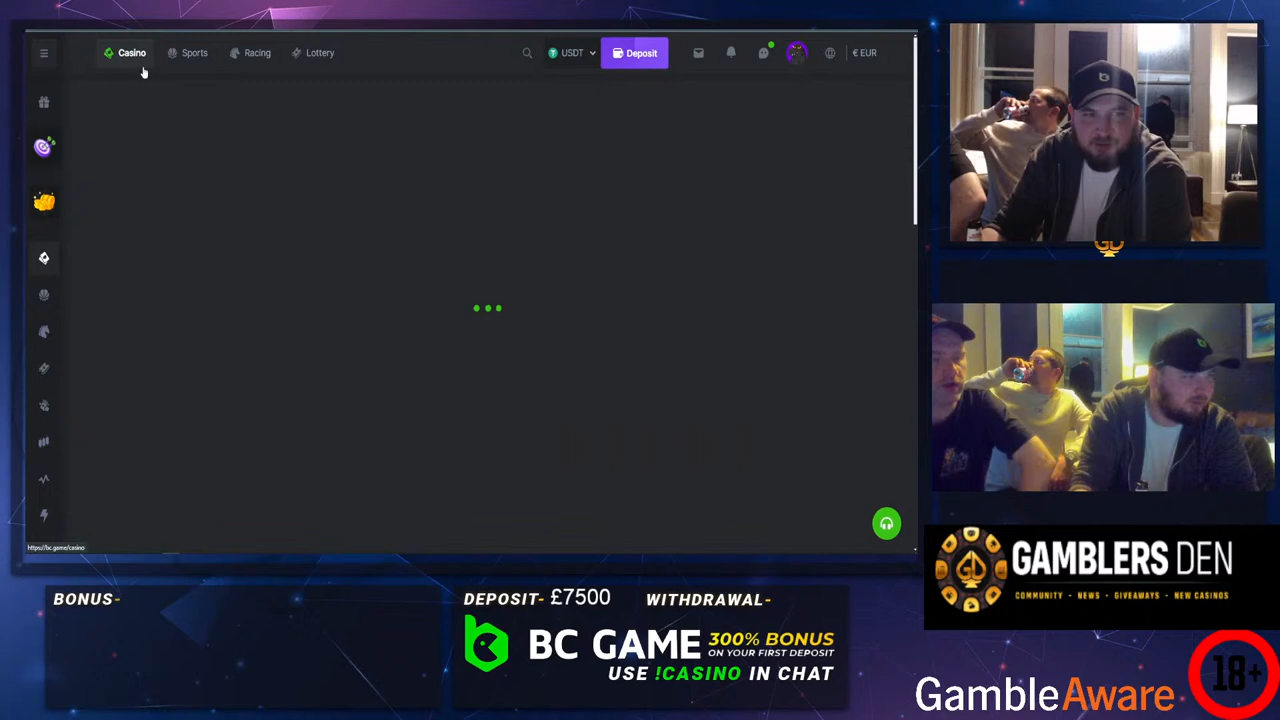 Casino
Sports
Racing
Lottery
USDT
Deposit
€ EUR
https://bc.game/casino
GD
GAMBLERS DEN
COMMUNITY - NEWS - GIVEAWAYS - NEW CASINOS
BONUS-
DEPOSIT- £7500
WITHDRAWAL-
BC GAME
300% BONUS
ON YOUR FIRST DEPOSIT
USE !CASINO IN CHAT
GambleAware
18+